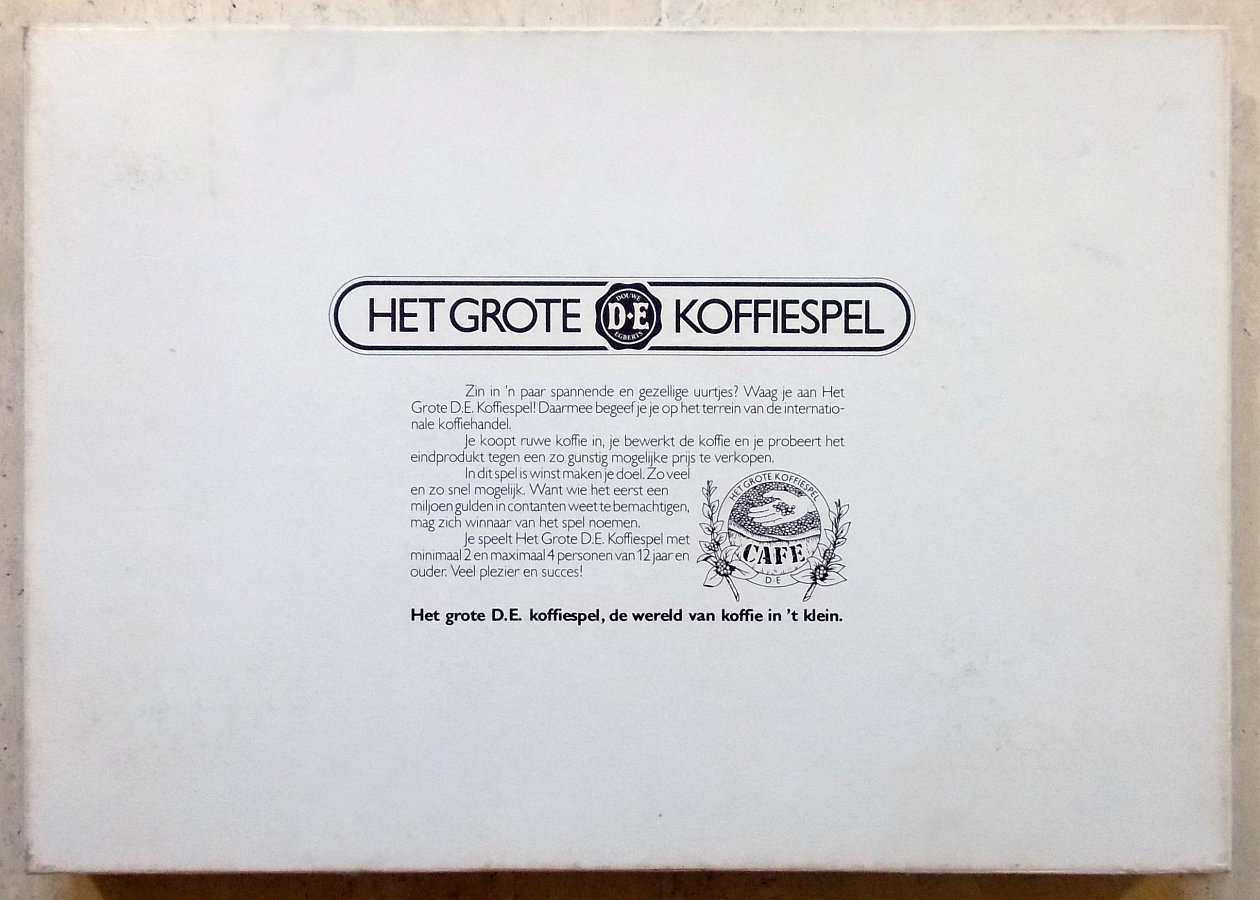 HET GROTE DOUWE D·E EGBERTS KOFFIESPEL
Zin in 'n paar spannende en gezellige uurtjes? Waag je aan Het
Grote D.E. Koffiespel! Daarmee begeef je je op het terrein van de internatio-
nale koffiehandel.
Je koopt ruwe koffie in, je bewerkt de koffie en je probeert het
eindprodukt tegen een zo gunstig mogelijke prijs te verkopen.
In dit spel is winst maken je doel. Zo veel
en zo snel mogelijk. Want wie het eerst een
miljoen gulden in contanten weet te bemachtigen,
mag zich winnaar van het spel noemen.
Je speelt Het Grote D.E. Koffiespel met
minimaal 2 en maximaal 4 personen van 12 jaar en
ouder. Veel plezier en succes!
HET GROTE KOFFIESPEL
CAFE
D·E
Het grote D.E. koffiespel, de wereld van koffie in 't klein.